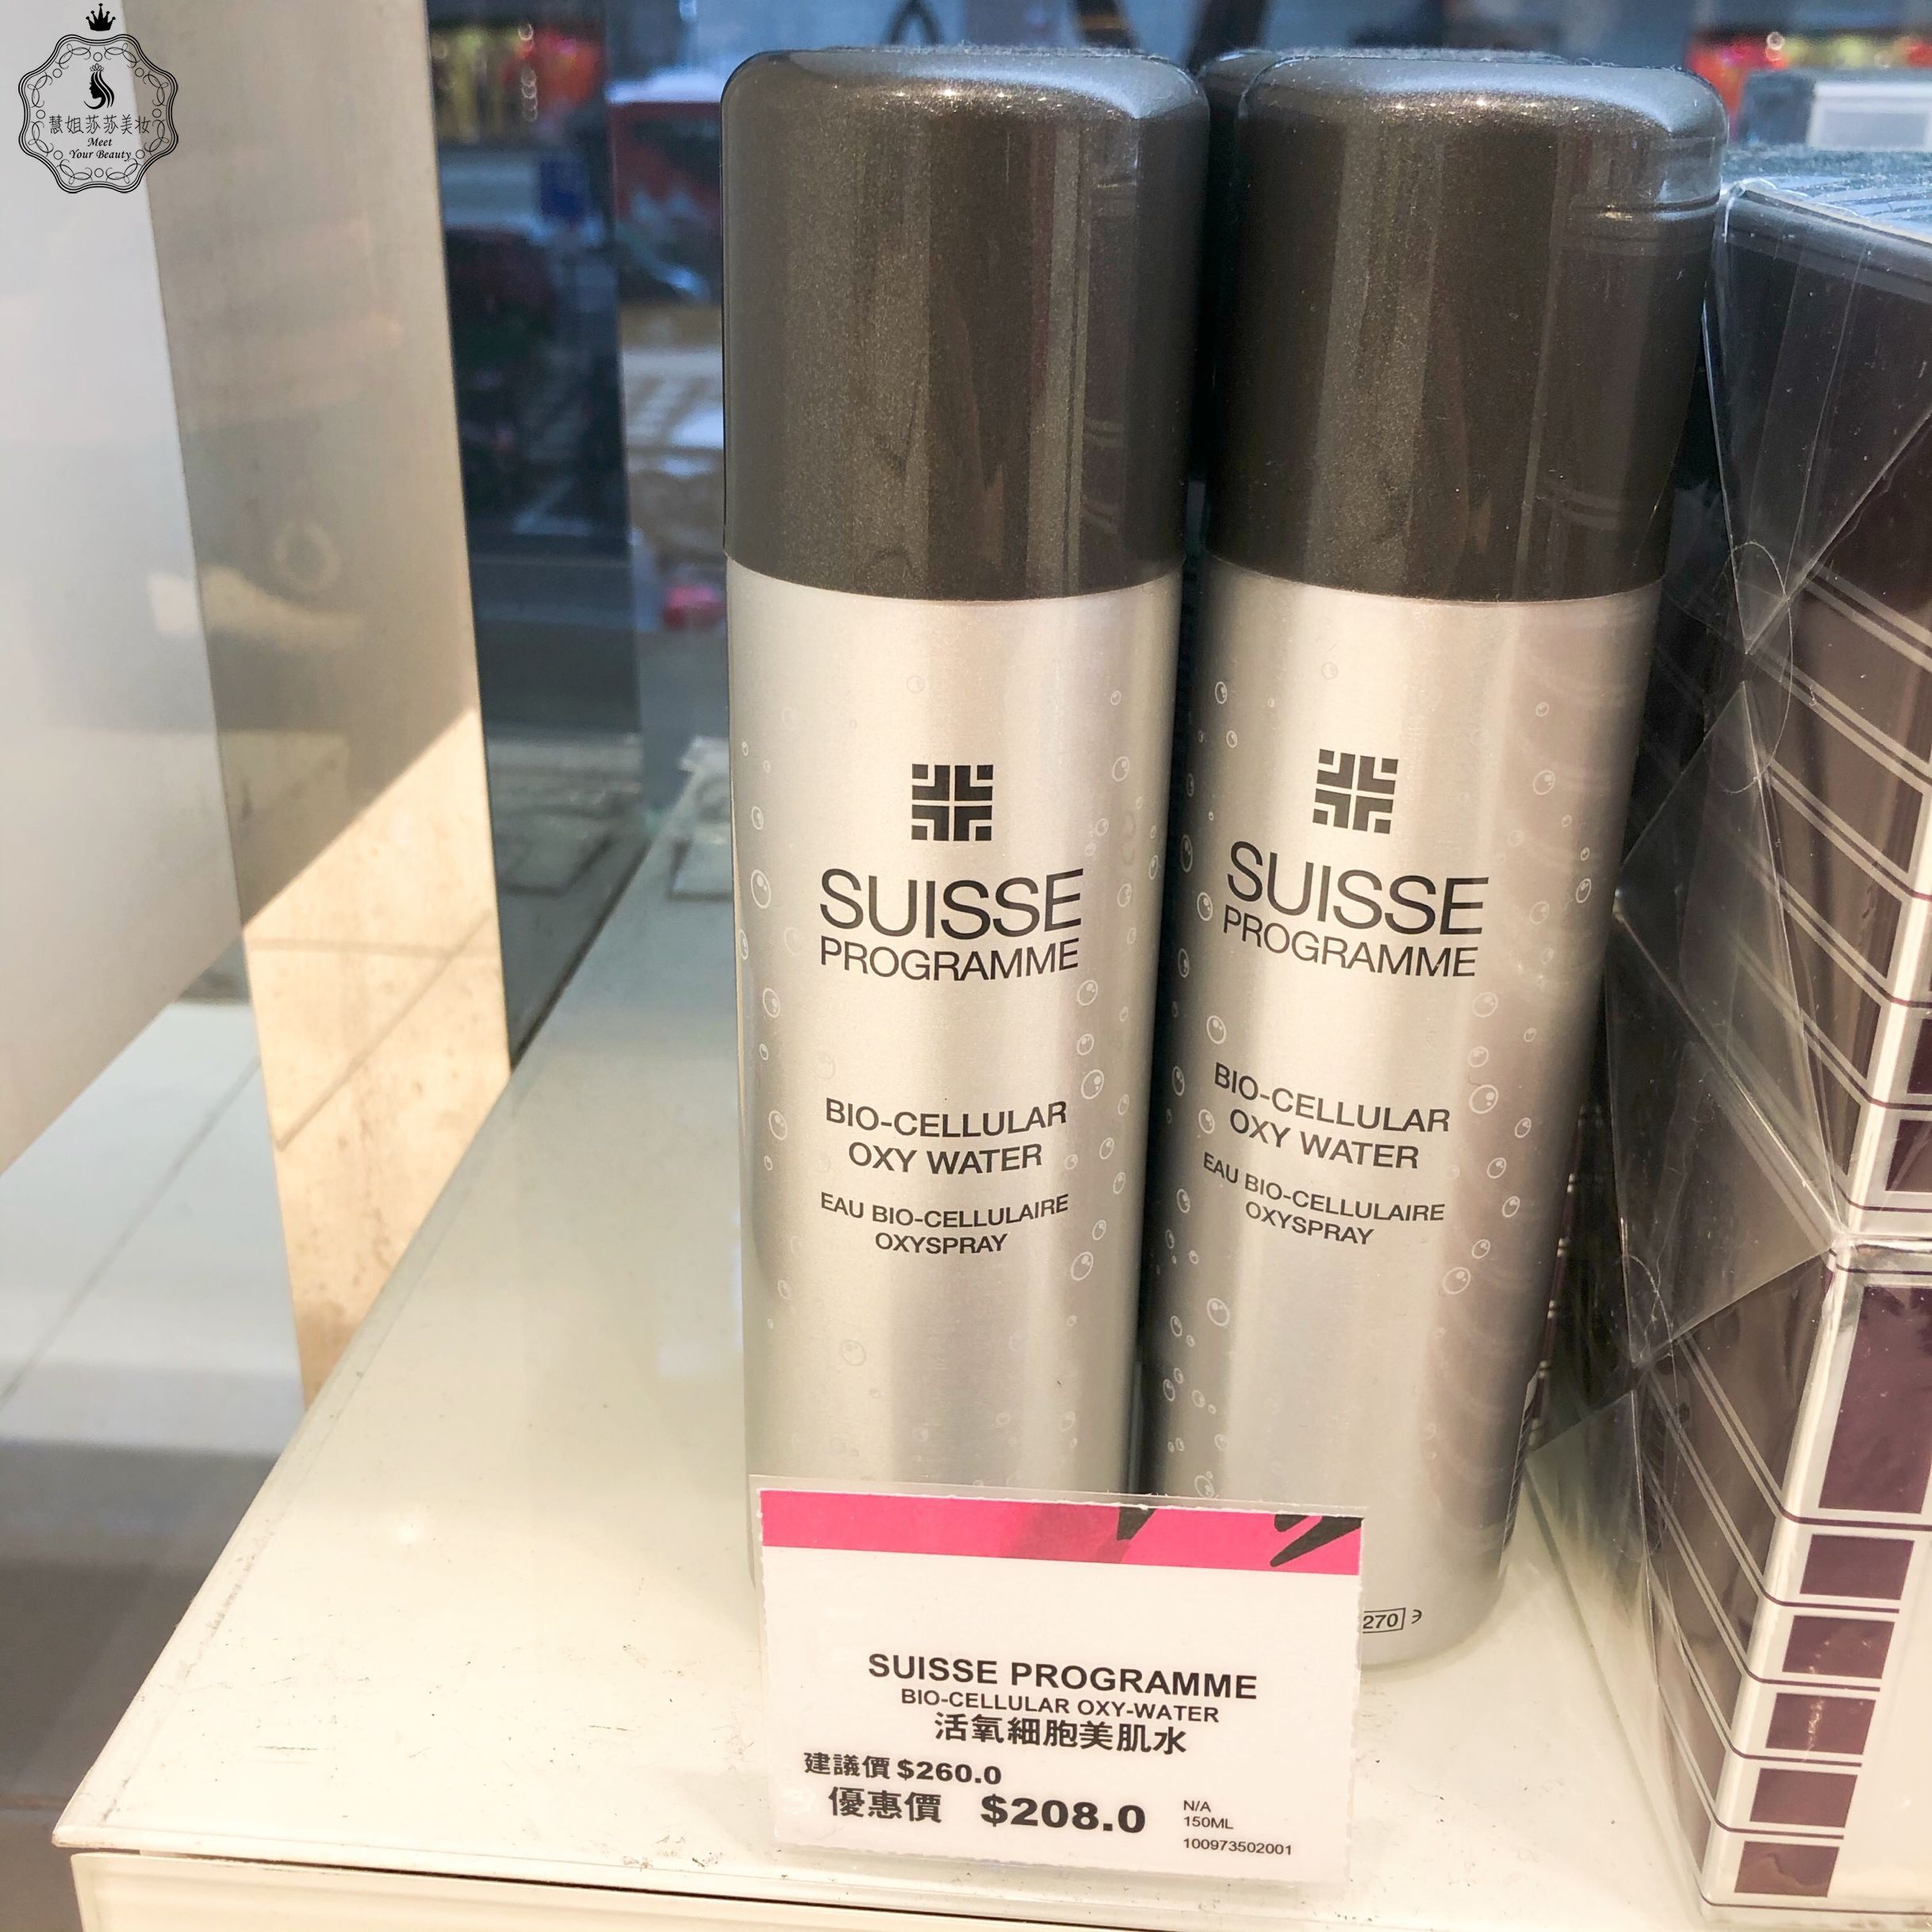 慧姐莎莎美妆
Meet
Your Beauty
SUISSE
PROGRAMME
BIO-CELLULAR
OXY WATER
EAU BIO-CELLULAIRE
OXYSPRAY
SUISSE
PROGRAMME
BIO-CELLULAR
OXY WATER
EAU BIO-CELLULAIRE
OXYSPRAY
270
SUISSE PROGRAMME
BIO-CELLULAR OXY-WATER
活氧細胞美肌水
建議價 $260.0
優惠價 $208.0
N/A
150ML
100973502001